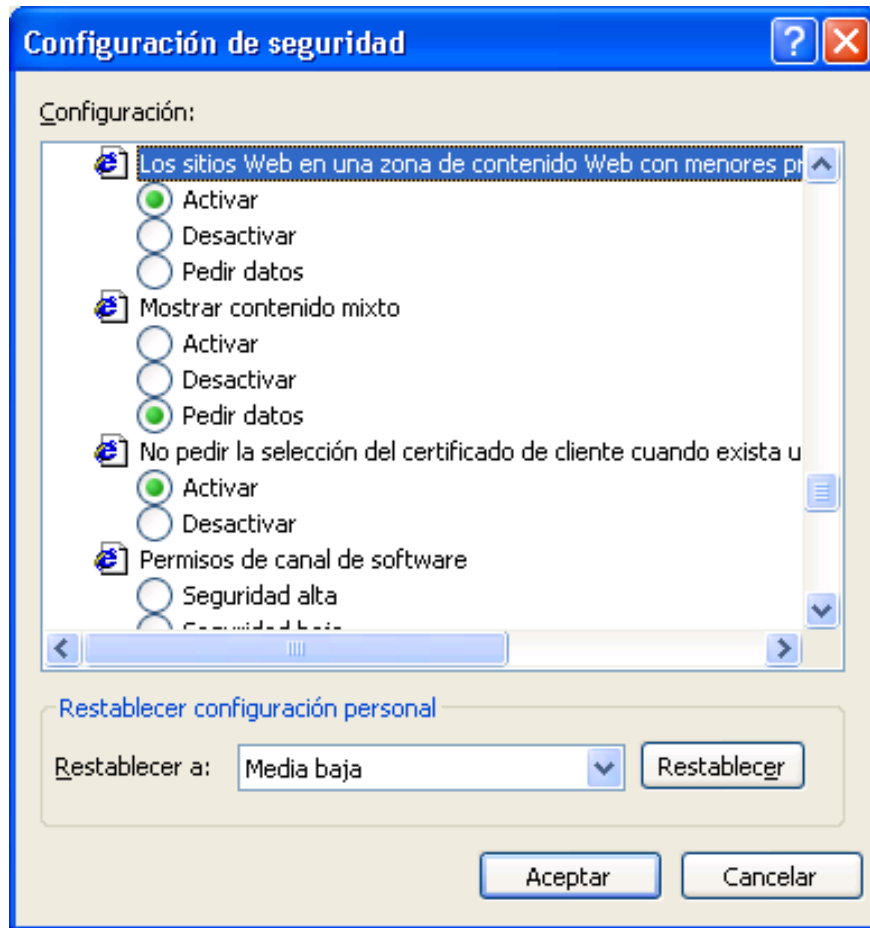 Configuración de seguridad
Configuración:
Los sitios Web en una zona de contenido Web con menores pr
Activar
Desactivar
Pedir datos
Mostrar contenido mixto
Activar
Desactivar
Pedir datos
No pedir la selección del certificado de cliente cuando exista u
Activar
Desactivar
Permisos de canal de software
Seguridad alta
Seguridad baja
Restablecer configuración personal
Restablecer a:
Media baja
Restablecer
Aceptar
Cancelar